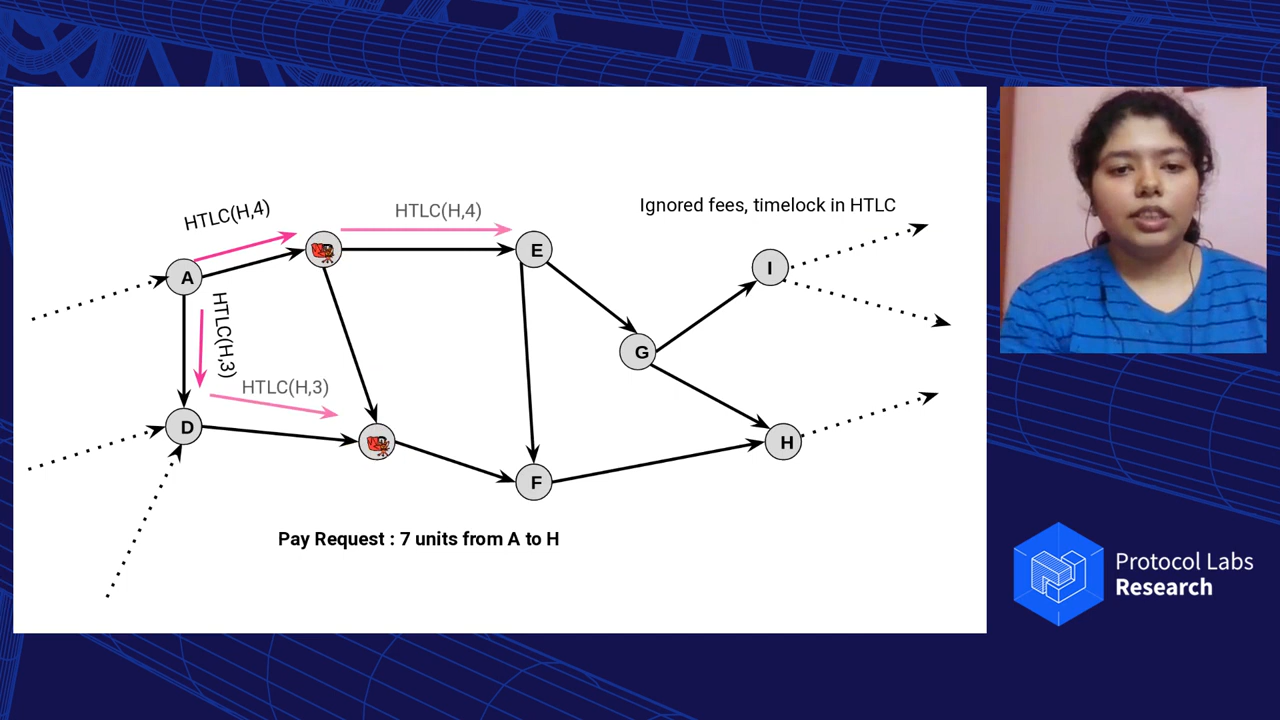 HTLC(H,4)
HTLC(H,4)
Ignored fees, timelock in HTLC
A
E
I
HTLC(H,3)
G
HTLC(H,3)
D
H
F
Pay Request : 7 units from A to H
Protocol Labs
Research